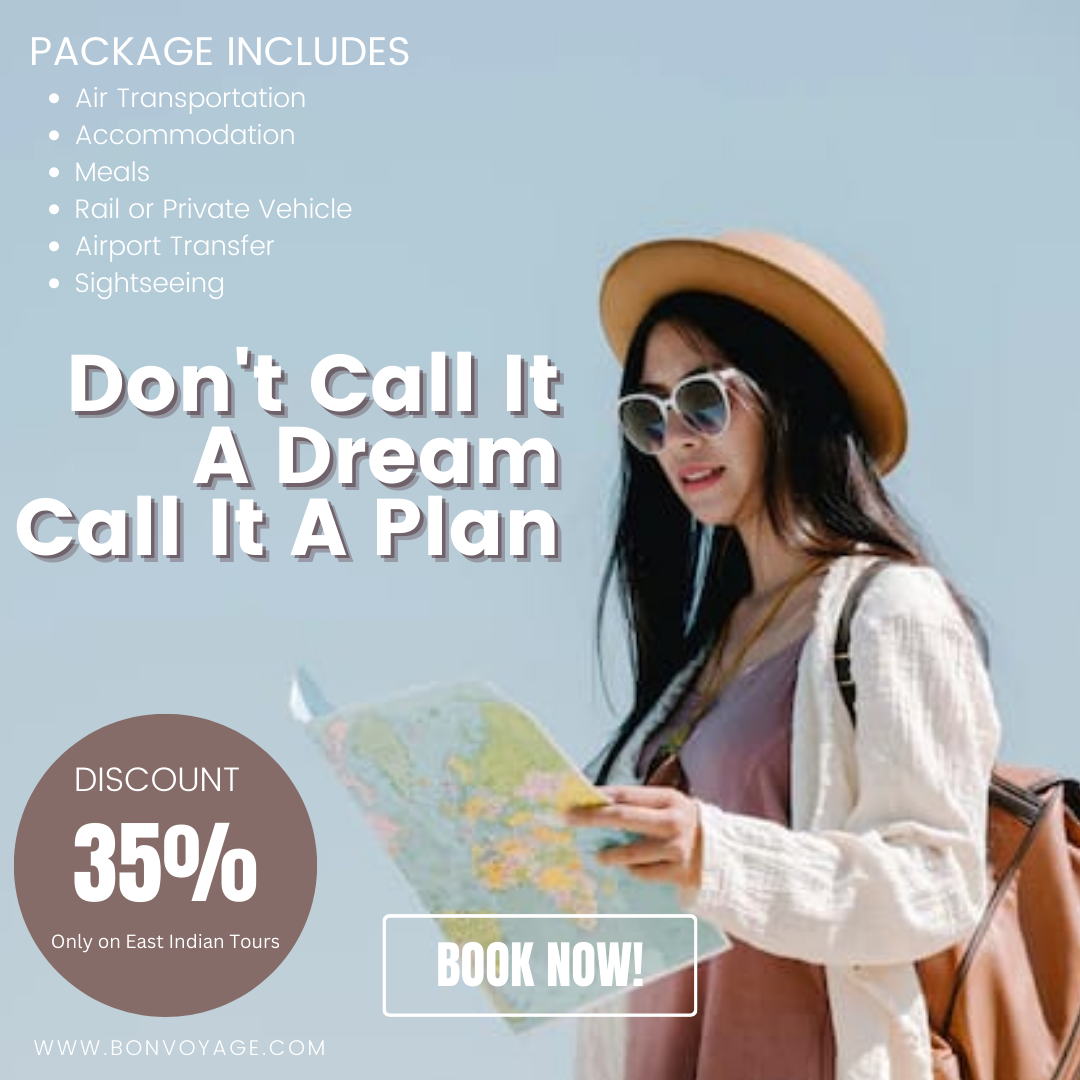 PACKAGE INCLUDES
Air Transportation
Accommodation
Meals
Rail or Private Vehicle
Airport Transfer
Sightseeing
Don't Call It
A Dream
Call It A Plan
DISCOUNT
35%
Only on East Indian Tours
BOOK NOW!
WWW.BONVOYAGE.COM